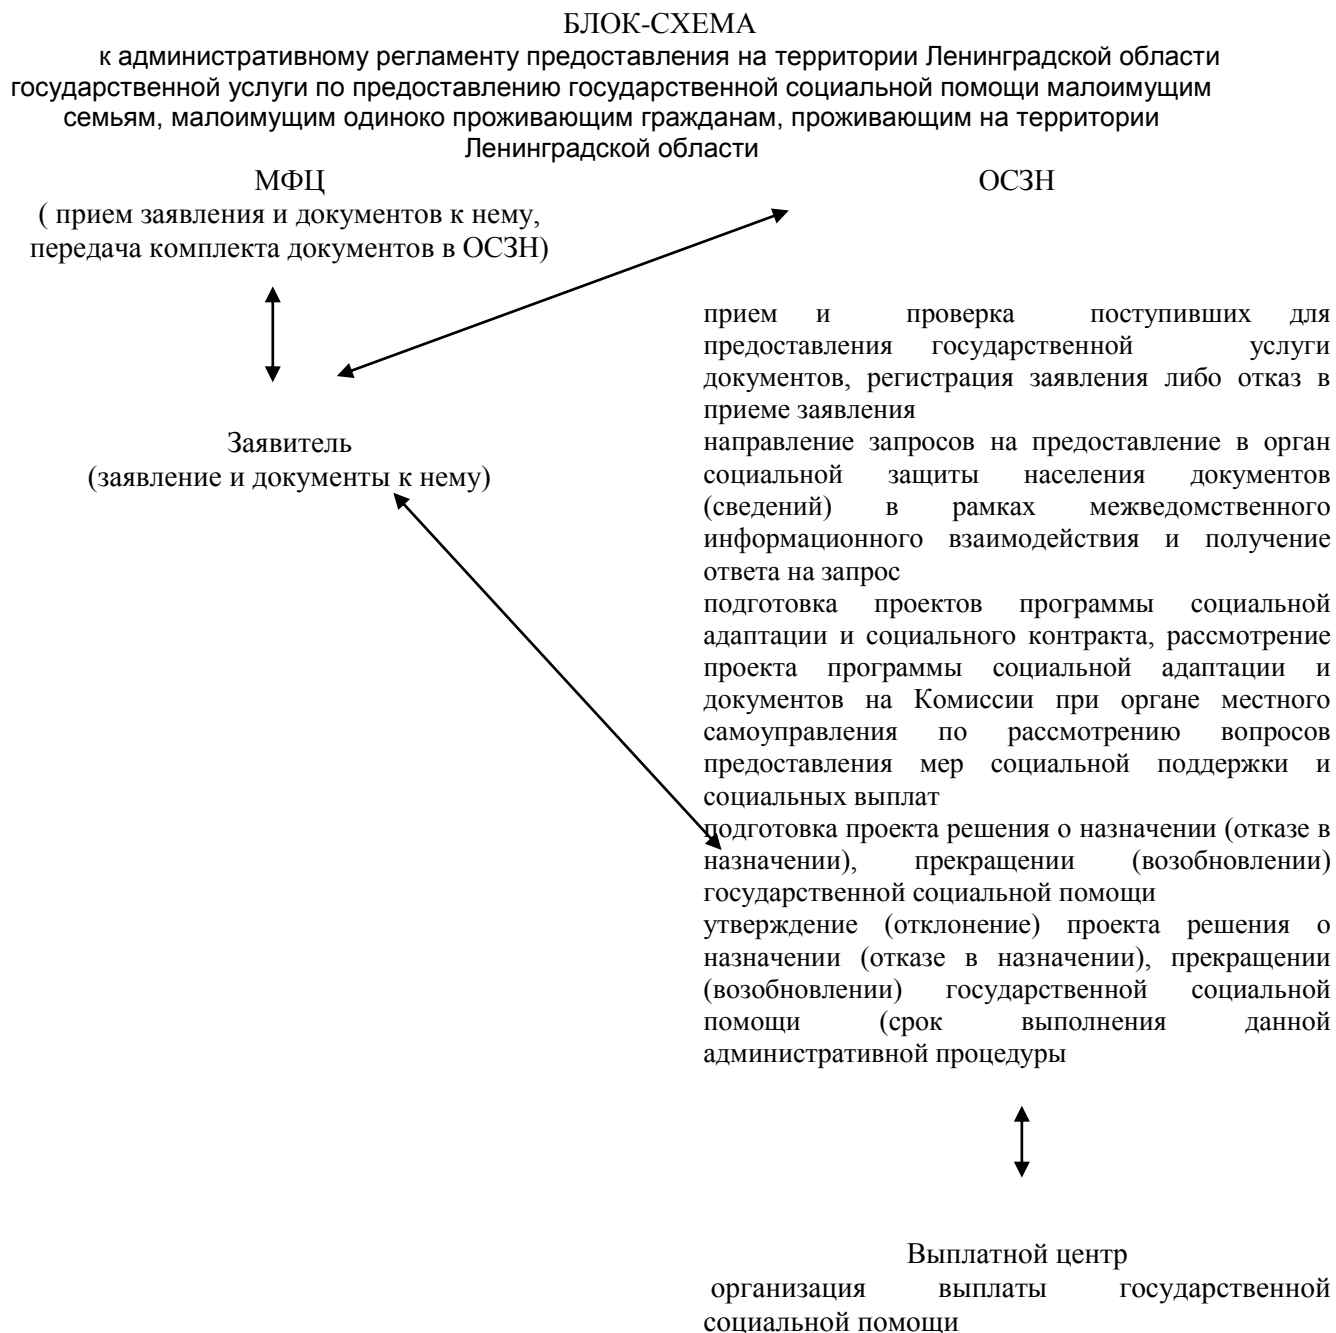 БЛОК-СХЕМА
к административному регламенту предоставления на территории Ленинградской области
государственной услуги по предоставлению государственной социальной помощи малоимущим
семьям, малоимущим одиноко проживающим гражданам, проживающим на территории
Ленинградской области
МФЦ
( прием заявления и документов к нему,
передача комплекта документов в ОСЗН)
Заявитель
(заявление и документы к нему)
ОСЗН
прием и проверка поступивших для
предоставления государственной услуги
документов, регистрация заявления либо отказ в
приеме заявления
направление запросов на предоставление в орган
социальной защиты населения документов
(сведений) в рамках межведомственного
информационного взаимодействия и получение
ответа на запрос
подготовка проектов программы социальной
адаптации и социального контракта, рассмотрение
проекта программы социальной адаптации и
документов на Комиссии при органе местного
самоуправления по рассмотрению вопросов
предоставления мер социальной поддержки и
социальных выплат
подготовка проекта решения о назначении (отказе в
назначении), прекращении (возобновлении)
государственной социальной помощи
утверждение (отклонение) проекта решения о
назначении (отказе в назначении), прекращении
(возобновлении) государственной социальной
помощи (срок выполнения данной
административной процедуры
Выплатной центр
организация выплаты государственной
социальной помощи